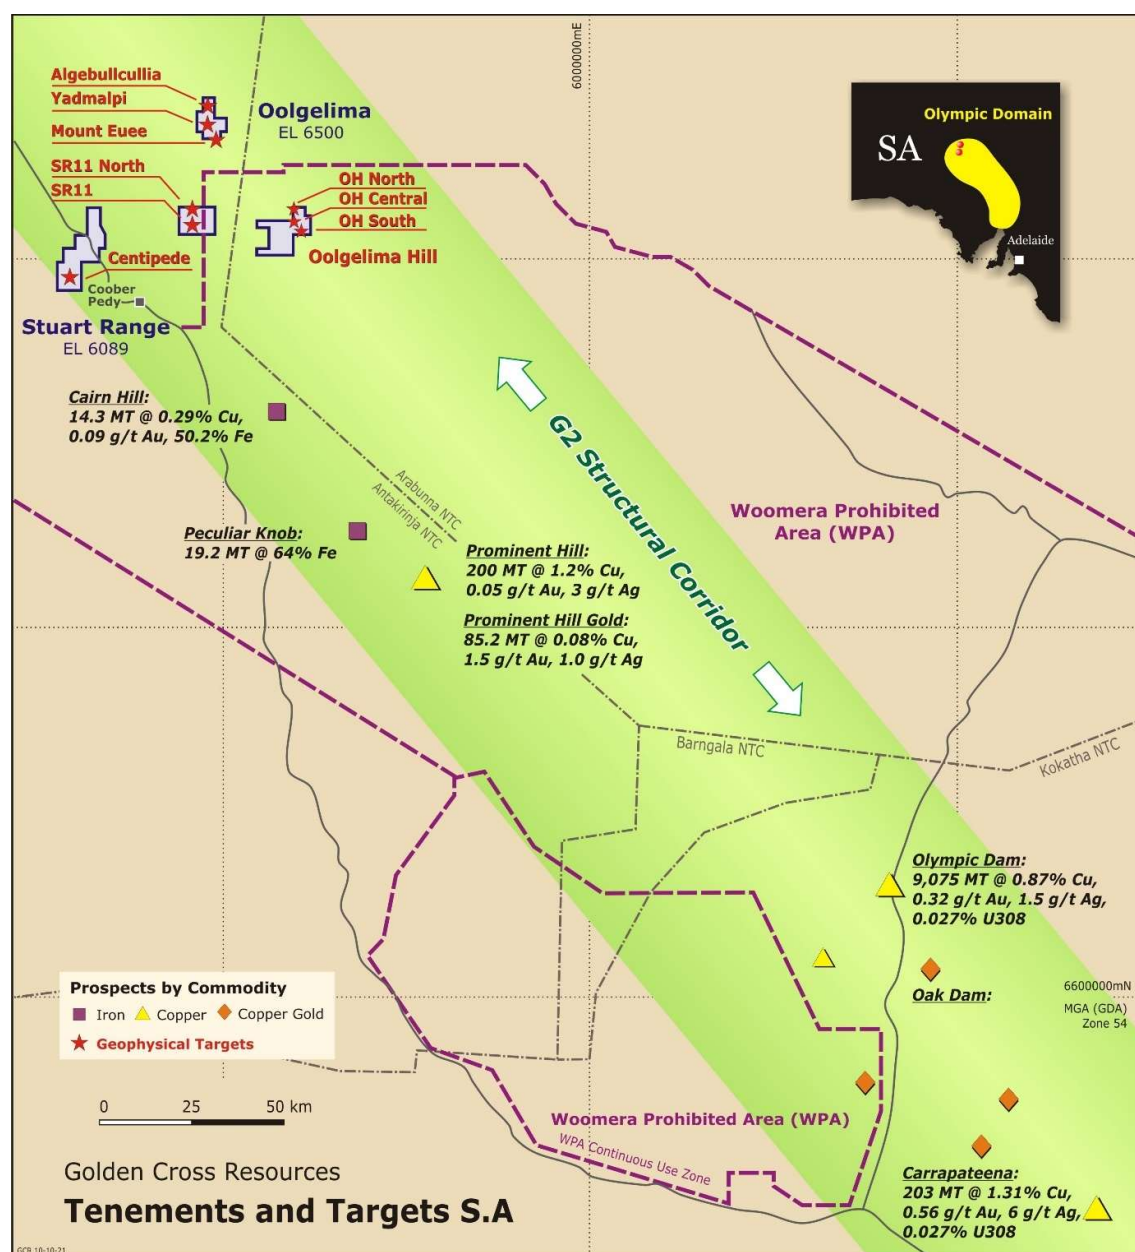 6000000mE
Algebullcullia
Yadmalpi
Mount Euee
Oolgelima
EL 6500
SR11 North
SR11
OH North
OH Central
OH South
Oolgelima Hill
Centipede
Coober
Pedy
Stuart Range
EL 6089
Olympic Domain
SA
Adelaide
Cairn Hill:
14.3 MT @ 0.29% Cu,
0.09 g/t Au, 50.2% Fe
G2 Structural Corridor
Arabunna NTC
Antakirinja NTC
Peculiar Knob:
19.2 MT @ 64% Fe
Woomera Prohibited
Area (WPA)
Prominent Hill:
200 MT @ 1.2% Cu,
0.05 g/t Au, 3 g/t Ag
Prominent Hill Gold:
85.2 MT @ 0.08% Cu,
1.5 g/t Au, 1.0 g/t Ag
Barngala NTC
Kokatha NTC
Olympic Dam:
9,075 MT @ 0.87% Cu,
0.32 g/t Au, 1.5 g/t Ag,
0.027% U308
Oak Dam:
6600000mN
MGA (GDA)
Zone 54
Prospects by Commodity
Iron Copper Copper Gold
Geophysical Targets
0 25 50 km
Woomera Prohibited Area (WPA)
WPA Continuous Use Zone
Carrapateena:
203 MT @ 1.31% Cu,
0.56 g/t Au, 6 g/t Ag,
0.027% U308
Golden Cross Resources
Tenements and Targets S.A
GCR 10-10-21